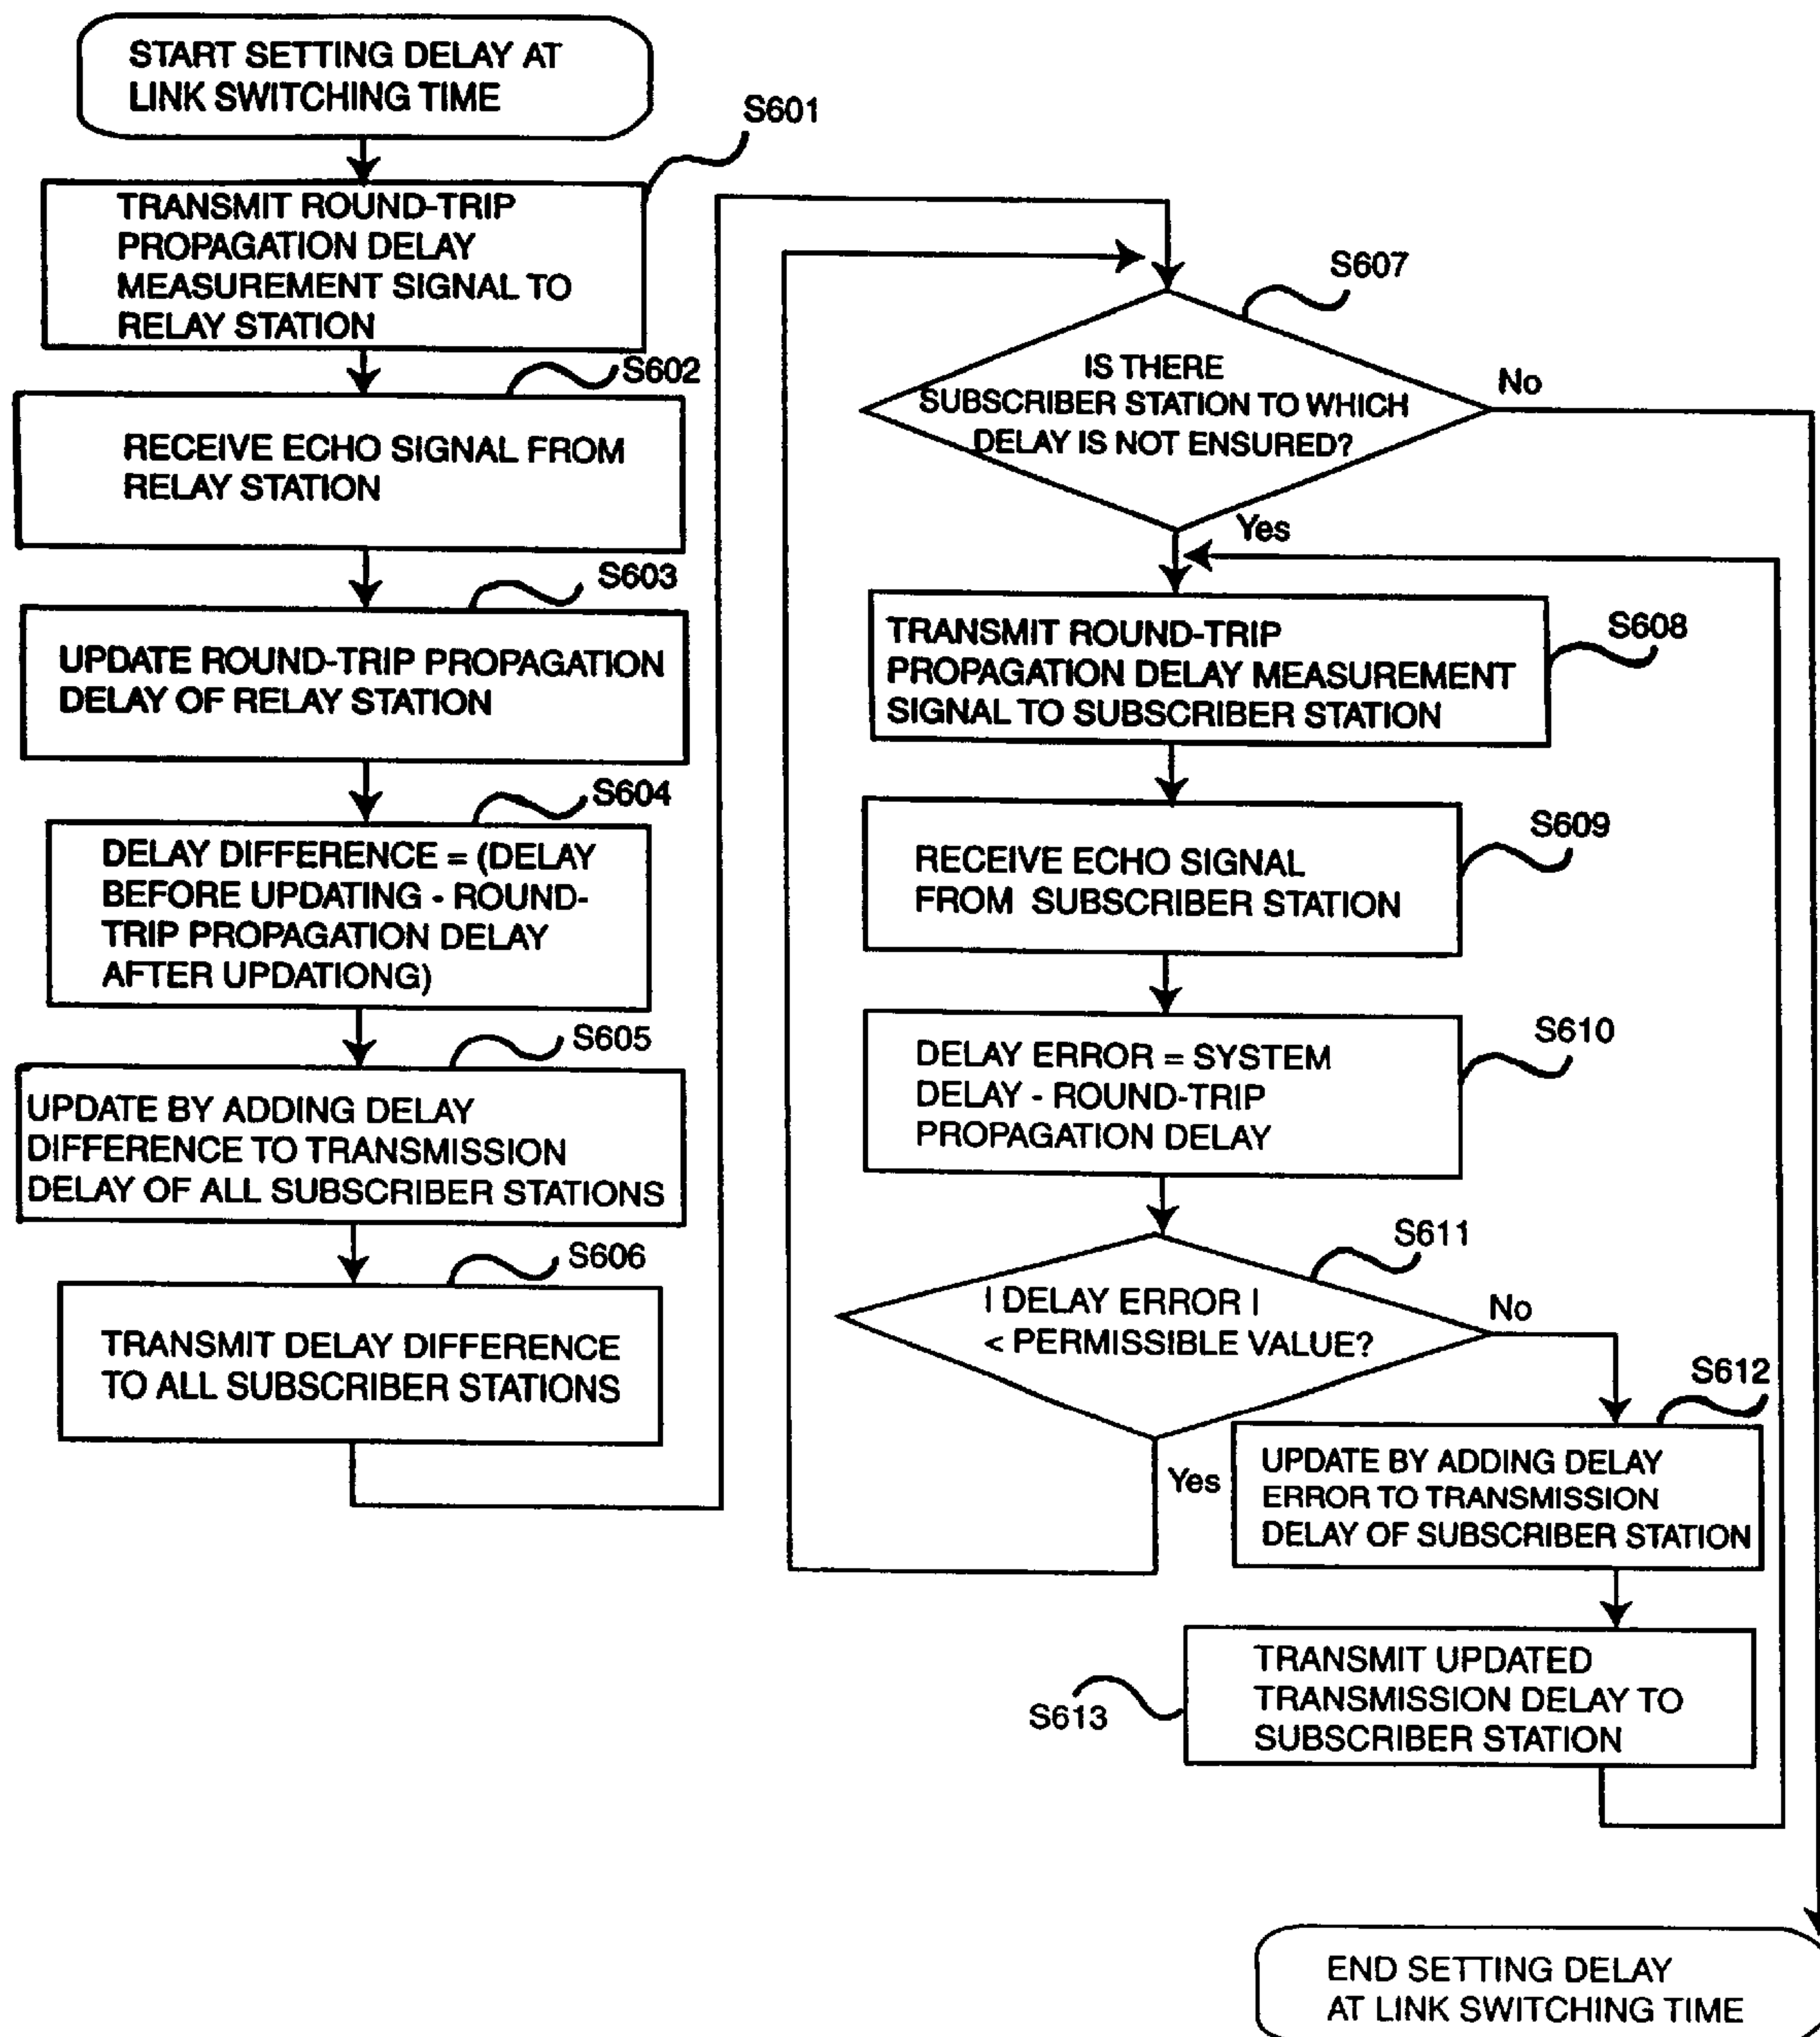 START SETTING DELAY AT
LINK SWITCHING TIME
S601
TRANSMIT ROUND-TRIP
PROPAGATION DELAY
MEASUREMENT SIGNAL TO
RELAY STATION
S602
RECEIVE ECHO SIGNAL FROM
RELAY STATION
S603
UPDATE ROUND-TRIP PROPAGATION
DELAY OF RELAY STATION
S604
DELAY DIFFERENCE = (DELAY
BEFORE UPDATING - ROUND-
TRIP PROPAGATION DELAY
AFTER UPDATIONG)
S605
UPDATE BY ADDING DELAY
DIFFERENCE TO TRANSMISSION
DELAY OF ALL SUBSCRIBER STATIONS
S606
TRANSMIT DELAY DIFFERENCE
TO ALL SUBSCRIBER STATIONS
S607
IS THERE
SUBSCRIBER STATION TO WHICH
DELAY IS NOT ENSURED?
No
Yes
S608
TRANSMIT ROUND-TRIP
PROPAGATION DELAY MEASUREMENT
SIGNAL TO SUBSCRIBER STATION
S609
RECEIVE ECHO SIGNAL
FROM SUBSCRIBER STATION
S610
DELAY ERROR = SYSTEM
DELAY - ROUND-TRIP
PROPAGATION DELAY
S611
I DELAY ERROR I
< PERMISSIBLE VALUE?
No
Yes
S612
UPDATE BY ADDING DELAY
ERROR TO TRANSMISSION
DELAY OF SUBSCRIBER STATION
S613
TRANSMIT UPDATED
TRANSMISSION DELAY TO
SUBSCRIBER STATION
END SETTING DELAY
AT LINK SWITCHING TIME